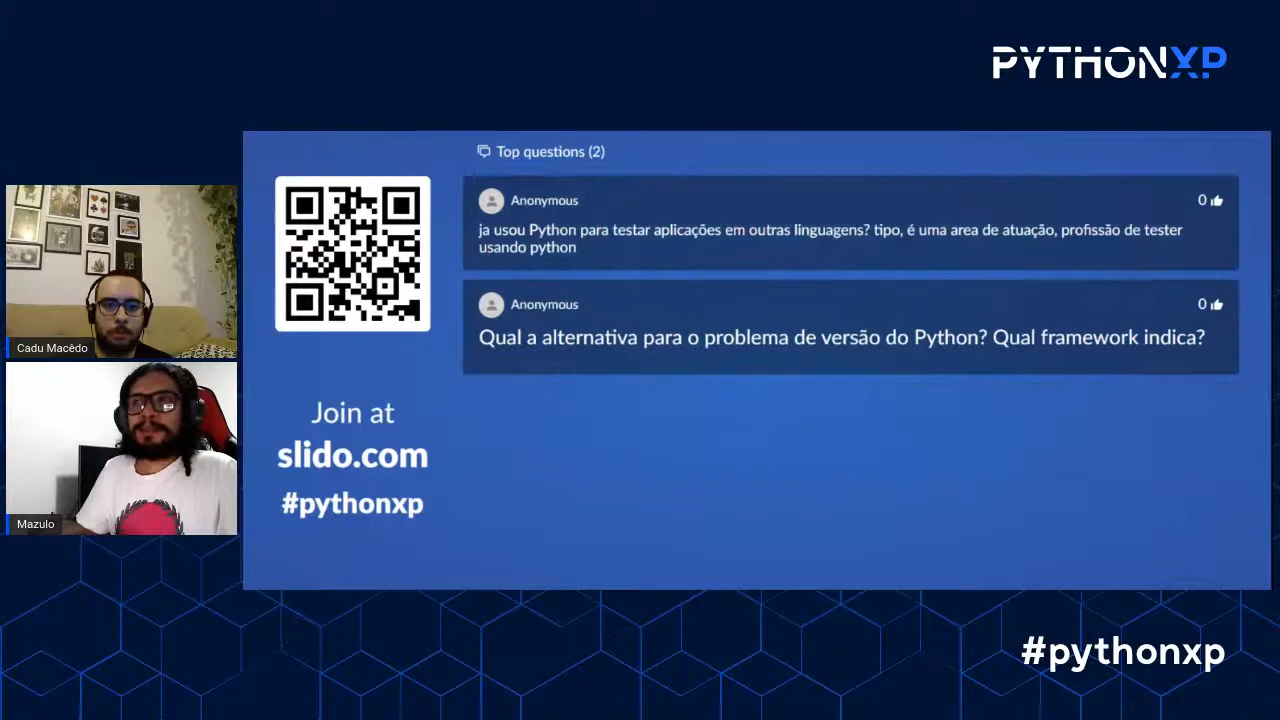 PYTHONXP
Top questions (2)
Anonymous
0
ja usou Python para testar aplicações em outras linguagens? tipo, é uma area de atuação, profissão de tester
usando python
Anonymous
0
Qual a alternativa para o problema de versão do Python? Qual framework indica?
Cadu Macêdo
Mazulo
Join at
slido.com
#pythonxp
#pythonxp